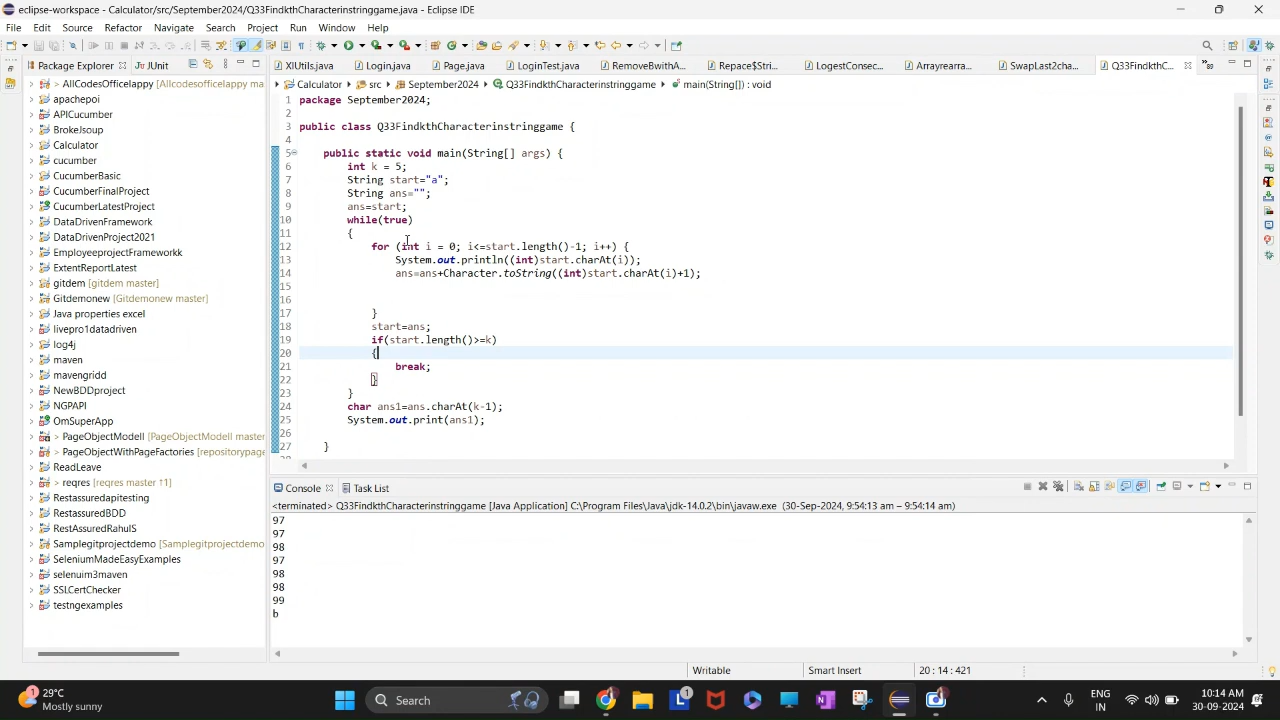 eclipse-workspace - Calculator/src/September2024/Q33FindkthCharacterinstringgame.java - Eclipse IDE
File Edit Source Refactor Navigate Search Project Run Window Help
Package Explorer JUnit
XlUtils.java Login.java Page.java LoginTest.java RemoveBwithA... Repace$Stri... LogestConsec... Arrayrearra... SwapLast2cha... Q33FindkthC...
Calculator src September2024 Q33FindkthCharacterinstringgame main(String[]) : void
> AllCodesOfficelappy [AllCodesOfficelappy master]
apachepoi
APICucumber
BrokeJsoup
Calculator
cucumber
CucumberBasic
CucumberFinalProject
CucumberLatestProject
DataDrivenFramework
DataDrivenProject2021
EmployeeprojectFrameworkk
ExtentReportLatest
gitdem [gitdem master]
Gitdemonew [Gitdemonew master]
Java properties excel
livepro1datadriven
log4j
maven
mavengridd
NewBDDproject
NGPAPI
OmSuperApp
> PageObjectModell [PageObjectModell master
> PageObjectWithPageFactories [repositorypage
ReadLeave
> reqres [reqres master ↑1]
Restassuredapitesting
RestassuredBDD
RestAssuredRahulS
Samplegitprojectdemo [Samplegitprojectdemo
SeleniumMadeEasyExamples
selenuim3maven
SSLCertChecker
testngexamples
1 package September2024;
2
3 public class Q33FindkthCharacterinstringgame {
4
5 public static void main(String[] args) {
6 int k = 5;
7 String start="a";
8 String ans="";
9 ans=start;
10 while(true)
11 {
12 for (int i = 0; i<=start.length()-1; i++) {
13 System.out.println((int)start.charAt(i));
14 ans=ans+Character.toString((int)start.charAt(i)+1);
15
16
17 }
18 start=ans;
19 if(start.length()>=k)
20 {
21 break;
22 }
23 }
24 char ans1=ans.charAt(k-1);
25 System.out.print(ans1);
26
27 }
Console Task List
<terminated> Q33FindkthCharacterinstringgame [Java Application] C:\Program Files\Java\jdk-14.0.2\bin\javaw.exe (30-Sep-2024, 9:54:13 am – 9:54:14 am)
97
97
98
97
98
98
99
b
Writable Smart Insert 20 : 14 : 421
1 29°C
Mostly sunny
Search
1
ENG
IN
10:14 AM
30-09-2024